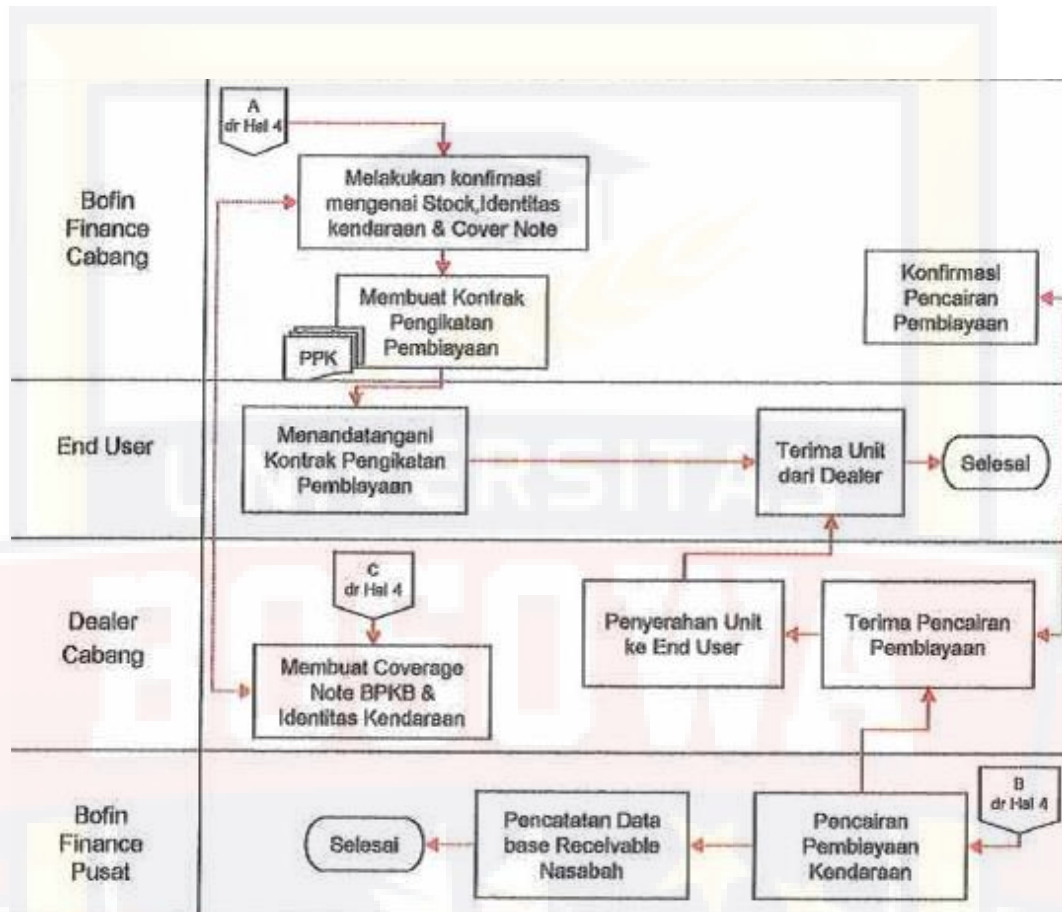 A
dr Hal 4
Melakukan konfirmasi
mengenai Stock,Identitas
kendaraan & Cover Note
Bofin
Finance
Cabang
Konfirmasi
Pencairan
Pembiayaan
Membuat Kontrak
Pengikatan
Pembiayaan
PPK
End User
Menandatangani
Kontrak Pengikatan
Pembiayaan
Terima Unit
dari Dealer
Selesai
UNIVERSITAS
BOSOWA
Dealer
Cabang
C
dr Hal 4
Membuat Coverage
Note BPKB &
Identitas Kendaraan
Penyerahan Unit
ke End User
Terima Pencairan
Pembiayaan
Bofin
Finance
Pusat
Selesai
Pencatatan Data
base Receivable
Nasabah
Pencairan
Pembiayaan
Kendaraan
B
dr Hal 4